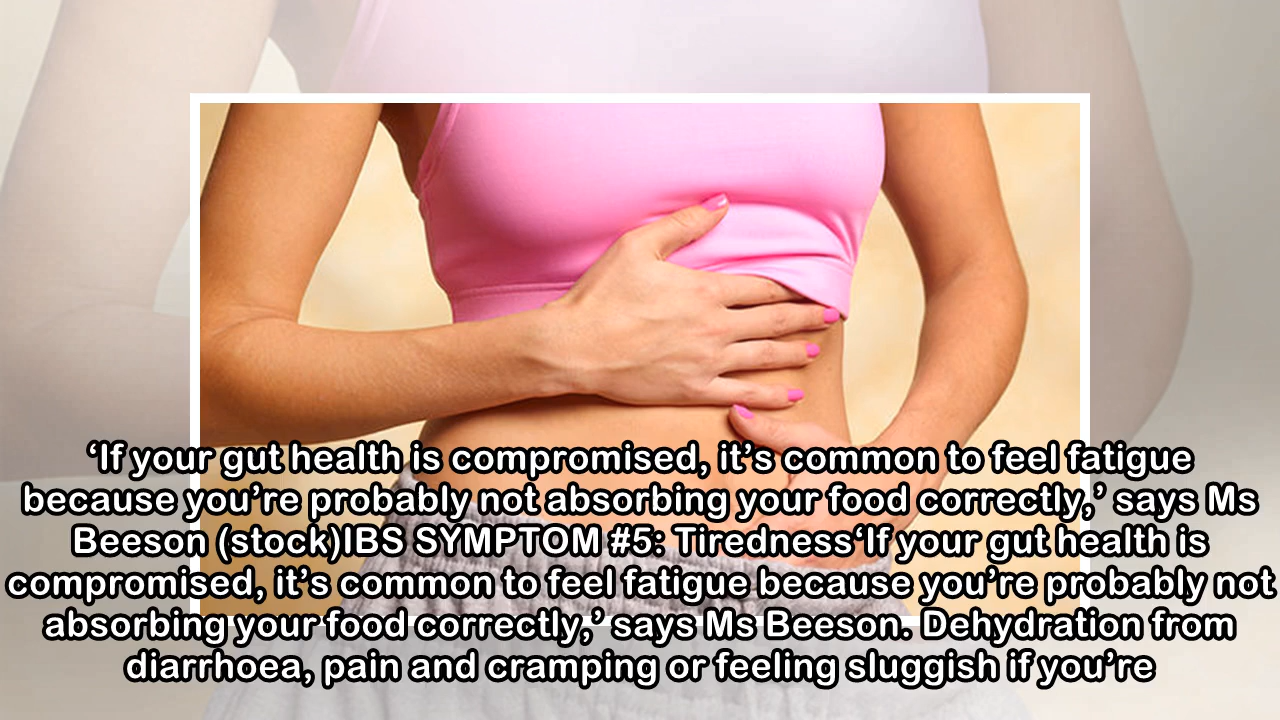 ‘If your gut health is compromised, it’s common to feel fatigue
because you’re probably not absorbing your food correctly,’ says Ms
Beeson (stock)IBS SYMPTOM #5: Tiredness‘If your gut health is
compromised, it’s common to feel fatigue because you’re probably not
absorbing your food correctly,’ says Ms Beeson. Dehydration from
diarrhoea, pain and cramping or feeling sluggish if you’re